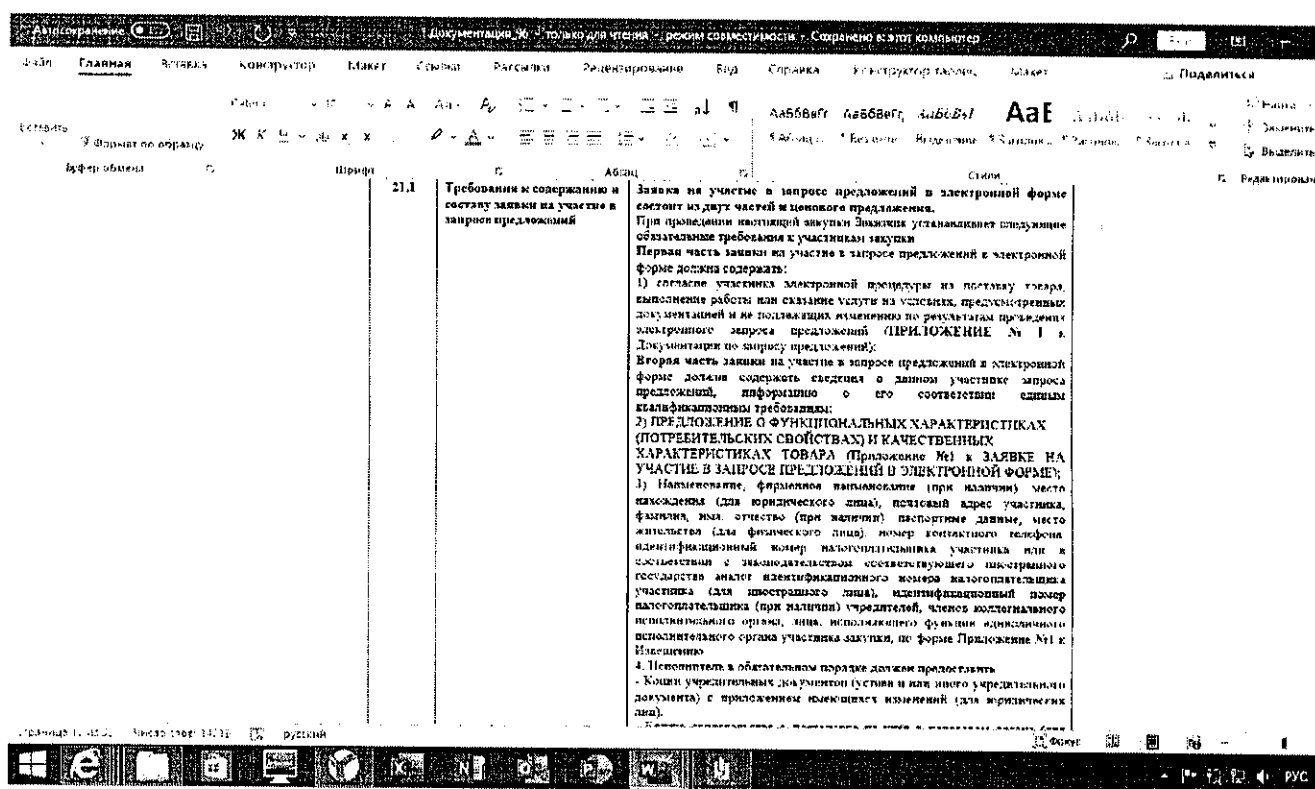 Автосохранение
Документация_96 - только для чтения - режим совместимости - Сохранено в: этот компьютер
Файл Главная Вставка Конструктор Макет Ссылки Рассылки Рецензирование Вид Справка Конструктор таблиц Макет Поделиться
Вставить
Формат по образцу
Ж К
АаБбВвГг АаБбВвГг, АаБбВвГ АаБ
Заменить
Выделить
Буфер обмена Шрифт Абзац Стили Редактирован
21.1
Требования к содержанию и
составу заявки на участие в
запросе предложений
Заявка на участие в запросе предложений в электронной форме
состоит из двух частей и ценового предложения.
При проведении настоящий закупки Заказчик устанавливает следующие
обязательные требования к участникам закупки
Первая часть заявки на участие в запросе предложений в электронной
форме должна содержать:
1) согласие участника электронной процедуры на поставку товара,
выполнение работы или оказание услуги на условиях, предусмотренных
документацией и не подлежащих изменению по результатам проведения
электронного запроса предложений (ПРИЛОЖЕНИЕ № 1 к
Документации по запросу предложений);
Вторая часть заявки на участие в запросе предложений в электронной
форме должна содержать сведения о данном участнике запроса
предложений, информацию о его соответствии единым
квалификационным требованиям:
2) ПРЕДЛОЖЕНИЕ О ФУНКЦИОНАЛЬНЫХ ХАРАКТЕРИСТИКАХ
(ПОТРЕБИТЕЛЬСКИХ СВОЙСТВАХ) И КАЧЕСТВЕННЫХ
ХАРАКТЕРИСТИКАХ ТОВАРА (Приложение №1 к ЗАЯВКЕ НА
УЧАСТИЕ В ЗАПРОСЕ ПРЕДЛОЖЕНИЙ В ЭЛЕКТРОННОЙ ФОРМЕ);
3) Наименование, фирменное наименование (при наличии) место
нахождения (для юридического лица), почтовый адрес участника,
фамилия, имя, отчество (при наличии) паспортные данные, место
жительства (для физического лица), номер контактного телефона,
идентификационный номер налогоплательщика участника или в
соответствии с законодательством соответствующего иностранного
государства аналог идентификационного номера налогоплательщика
участника (для иностранного лица), идентификационный номер
налогоплательщика (при наличии) учредителей, членов коллегиального
исполнительного органа, лица, исполняющего функции единоличного
исполнительного органа участника закупки, по форме Приложение №1 к
Извещению
4. Исполнитель в обязательном порядке должен предоставить
- Копии учредительных документов (устава и или иного учредительного
документа) с приложением имеющихся изменений (для юридических
лиц).
русский
Фокус
РУС